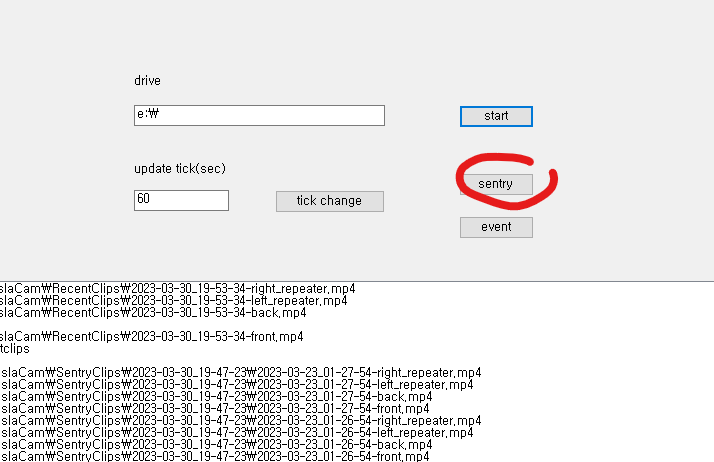 drive
e:₩
start
update tick(sec)
sentry
60
tick change
event
slaCam₩RecentClips₩2023-03-30_19-53-34-right_repeater.mp4
slaCam₩RecentClips₩2023-03-30_19-53-34-left_repeater.mp4
slaCam₩RecentClips₩2023-03-30_19-53-34-back.mp4
slaCam₩RecentClips₩2023-03-30_19-53-34-front.mp4
tclips
slaCam₩SentryClips₩2023-03-30_19-47-23₩2023-03-23_01-27-54-right_repeater.mp4
slaCam₩SentryClips₩2023-03-30_19-47-23₩2023-03-23_01-27-54-left_repeater.mp4
slaCam₩SentryClips₩2023-03-30_19-47-23₩2023-03-23_01-27-54-back.mp4
slaCam₩SentryClips₩2023-03-30_19-47-23₩2023-03-23_01-27-54-front.mp4
slaCam₩SentryClips₩2023-03-30_19-47-23₩2023-03-23_01-26-54-right_repeater.mp4
slaCam₩SentryClips₩2023-03-30_19-47-23₩2023-03-23_01-26-54-left_repeater.mp4
slaCam₩SentryClips₩2023-03-30_19-47-23₩2023-03-23_01-26-54-back.mp4
slaCam₩SentryClips₩2023-03-30_19-47-23₩2023-03-23_01-26-54-front.mp4